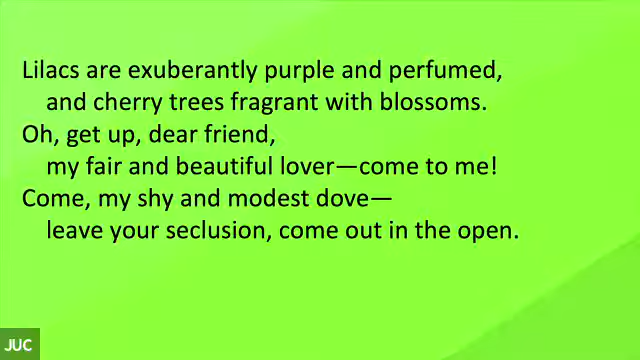 Lilacs are exuberantly purple and perfumed,
and cherry trees fragrant with blossoms.
Oh, get up, dear friend,
my fair and beautiful lover—come to me!
Come, my shy and modest dove—
leave your seclusion, come out in the open.
JUC